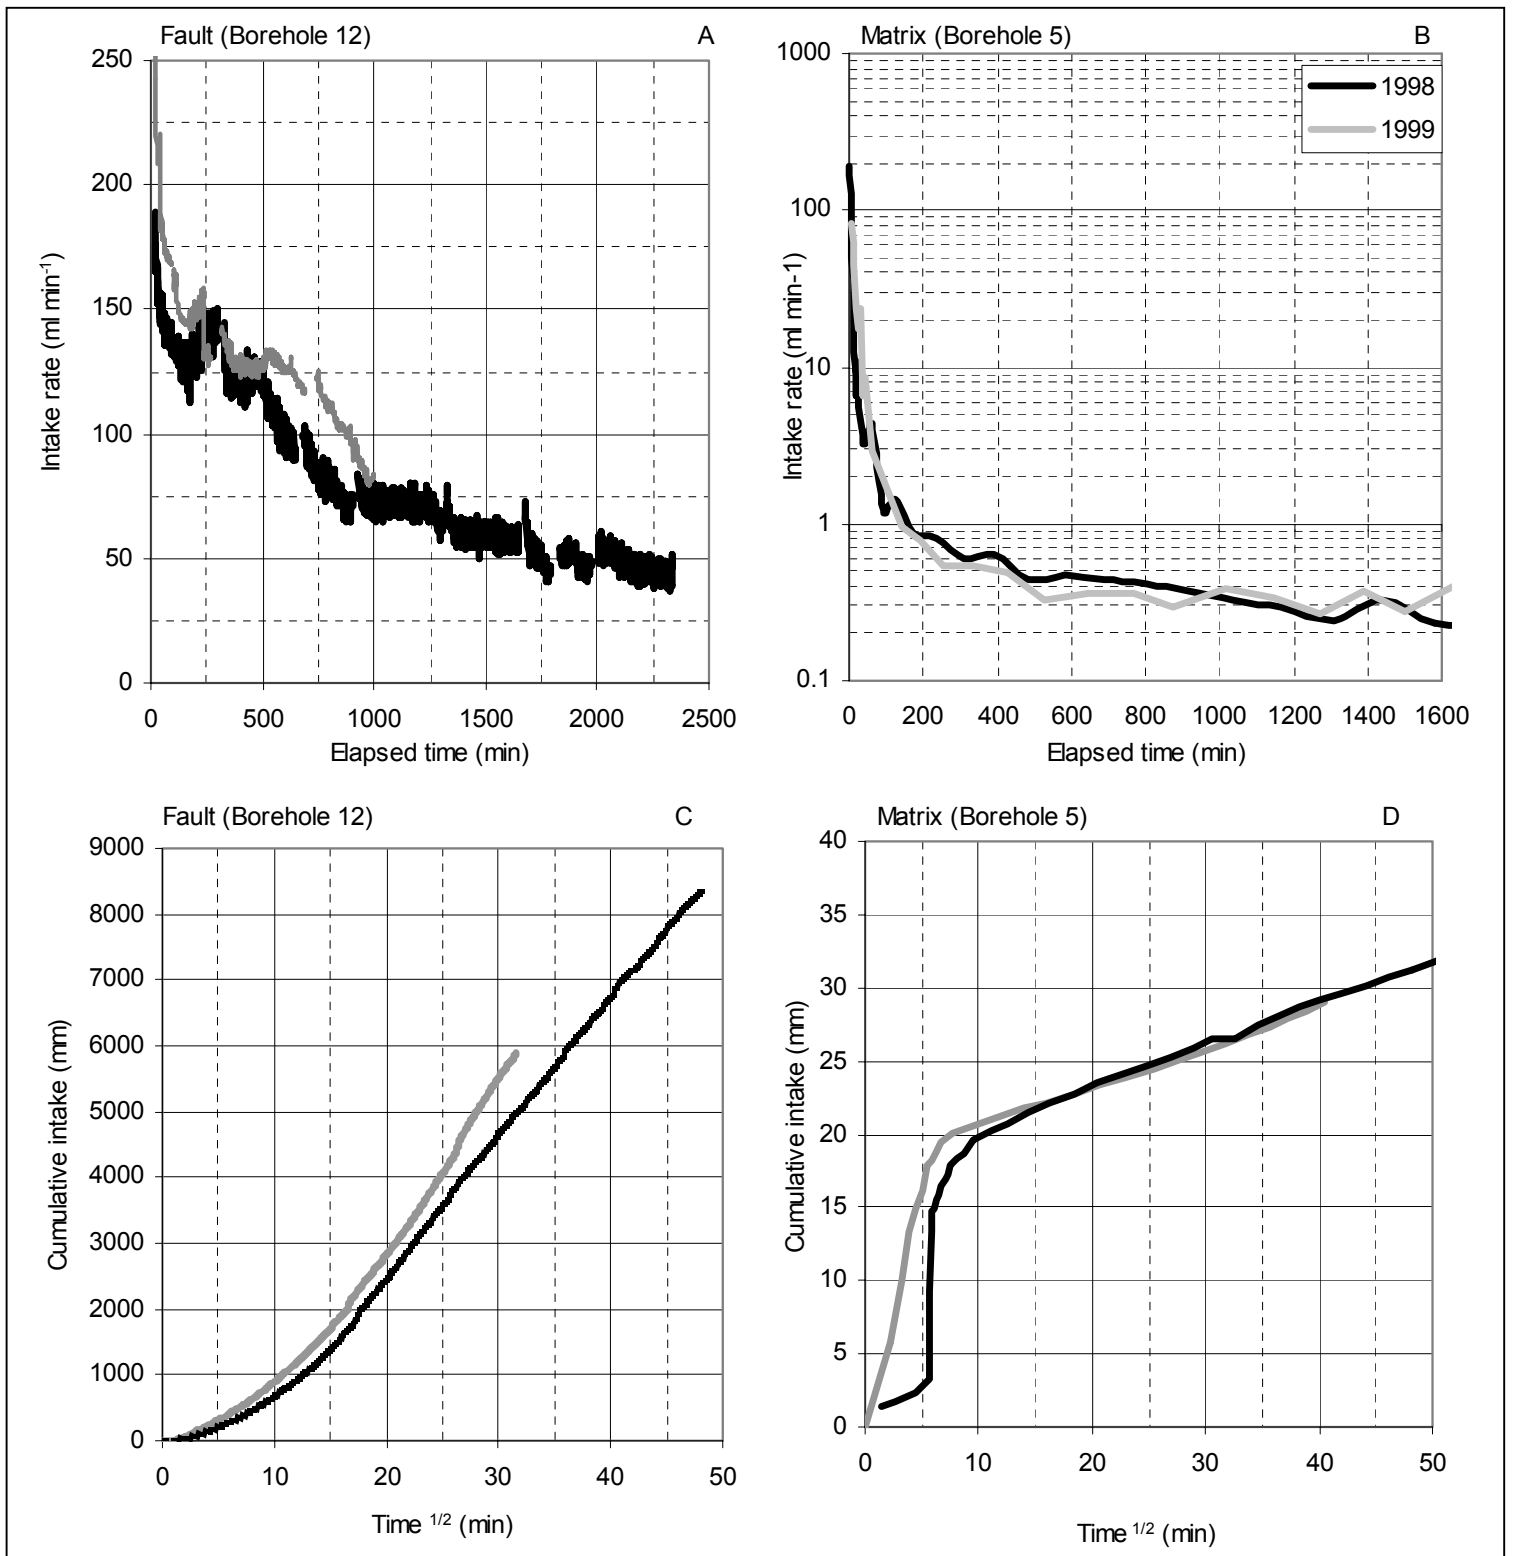 Fault (Borehole 12) A
250
200
150
100
50
0
Intake rate (ml min-1)
0 500 1000 1500 2000 2500
Elapsed time (min)
Matrix (Borehole 5) B
1000
100
10
1
0.1
Intake rate (ml min-1)
1998
1999
0 200 400 600 800 1000 1200 1400 1600
Elapsed time (min)
Fault (Borehole 12) C
9000
8000
7000
6000
5000
4000
3000
2000
1000
0
Cumulative intake (mm)
0 10 20 30 40 50
Time 1/2 (min)
Matrix (Borehole 5) D
40
35
30
25
20
15
10
5
0
Cumulative intake (mm)
0 10 20 30 40 50
Time 1/2 (min)